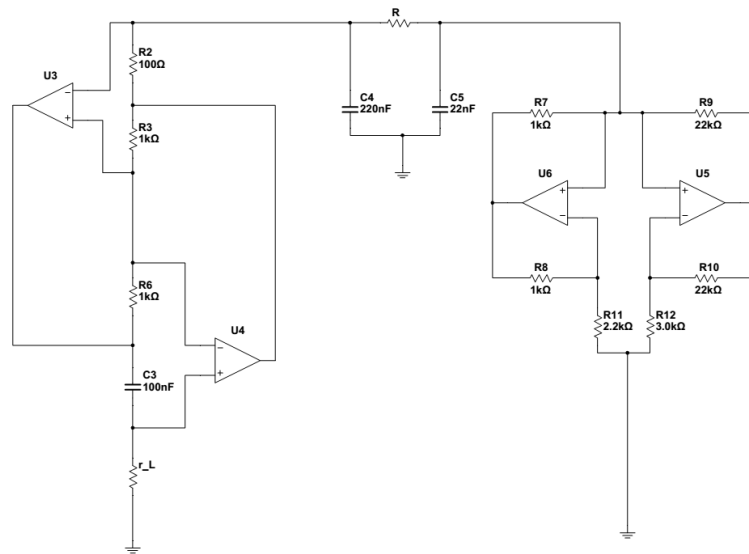 R
R2
100Ω
U3
C4
220nF
C5
22nF
R7
1kΩ
R9
22kΩ
R3
1kΩ
U6
U5
R6
1kΩ
R8
1kΩ
R10
22kΩ
R11
2.2kΩ
R12
3.0kΩ
U4
C3
100nF
r_L